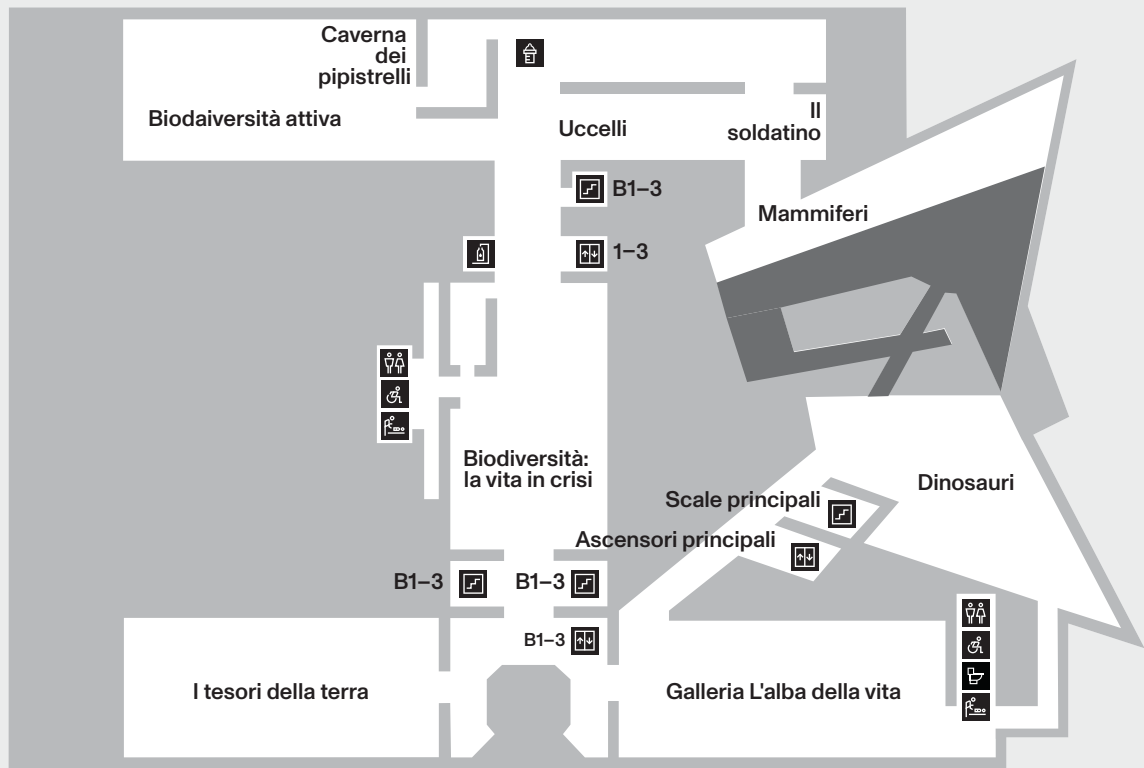 Caverna
dei
pipistrelli
Biodaiversità attiva
Uccelli
Il
soldatino
B1–3
Mammiferi
1–3
Biodiversità:
la vita in crisi
Dinosauri
Scale principali
Ascensori principali
B1–3
B1–3
B1–3
I tesori della terra
Galleria L'alba della vita